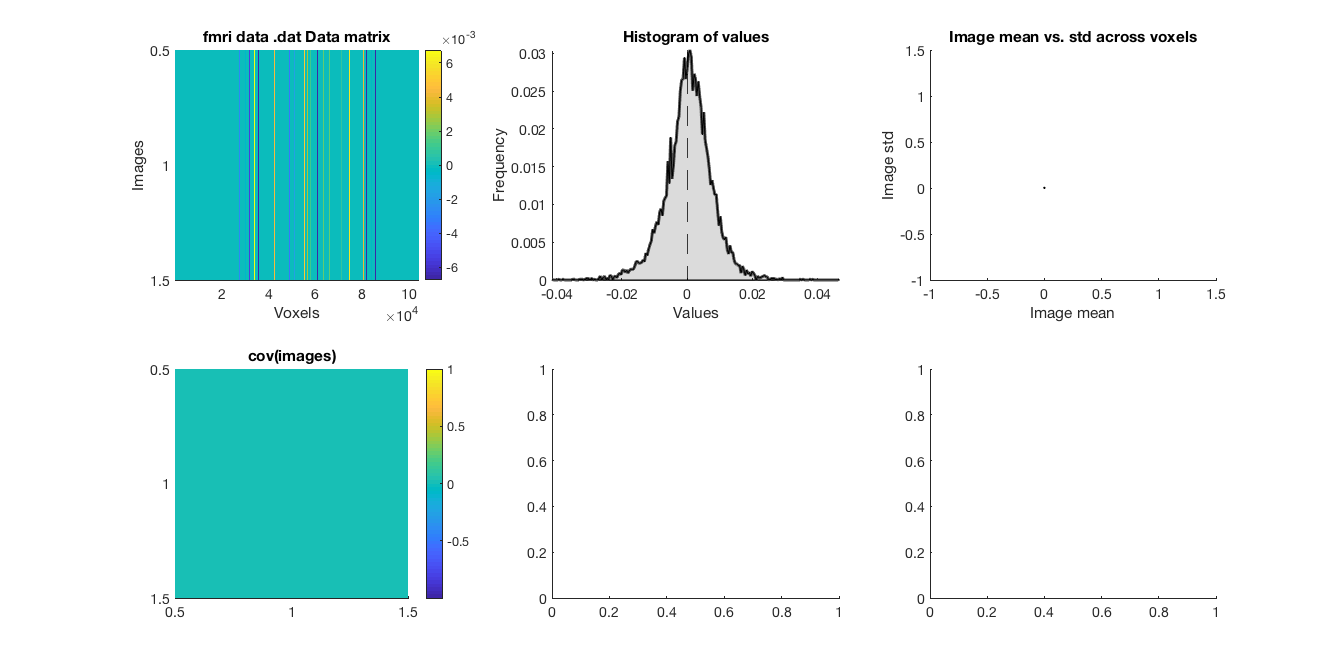 fmri data .dat Data matrix
×10^-3
0.5
1
1.5
Images
2 4 6 8 10
Voxels
×10^4
6
4
2
0
-2
-4
-6
Histogram of values
0.03
0.025
0.02
0.015
0.01
0.005
0
Frequency
-0.04 -0.02 0 0.02 0.04
Values
Image mean vs. std across voxels
1.5
1
0.5
0
-0.5
-1
Image std
-1 -0.5 0 0.5 1 1.5
Image mean
cov(images)
0.5
1
1.5
0.5 1 1.5
1
0.5
0
-0.5
1
0.8
0.6
0.4
0.2
0
0 0.2 0.4 0.6 0.8 1
1
0.8
0.6
0.4
0.2
0
0 0.2 0.4 0.6 0.8 1